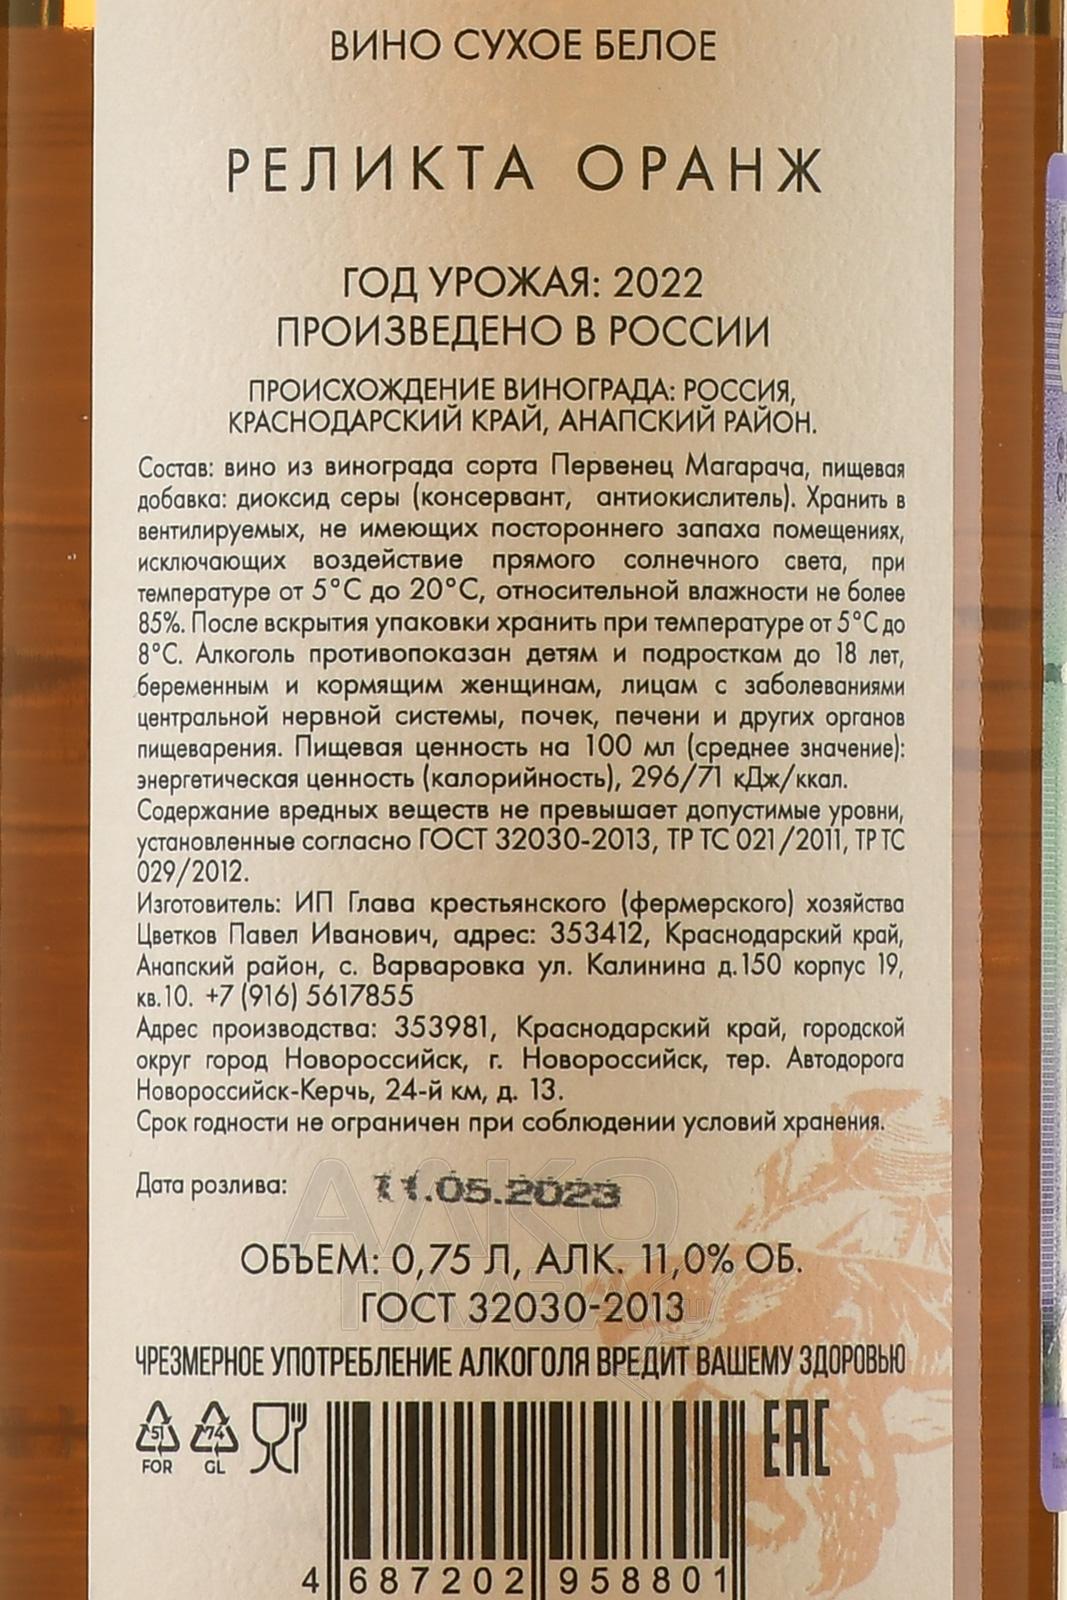 ВИНО СУХОЕ БЕЛОЕ
РЕЛИКТА ОРАНЖ
ГОД УРОЖАЯ: 2022
ПРОИЗВЕДЕНО В РОССИИ
ПРОИСХОЖДЕНИЕ ВИНОГРАДА: РОССИЯ,
КРАСНОДАРСКИЙ КРАЙ, АНАПСКИЙ РАЙОН.
Состав: вино из винограда сорта Первенец Магарача, пищевая
добавка: диоксид серы (консервант, антиокислитель). Хранить в
вентилируемых, не имеющих постороннего запаха помещениях,
исключающих воздействие прямого солнечного света, при
температуре от 5°С до 20°С, относительной влажности не более
85%. После вскрытия упаковки хранить при температуре от 5°С до
8°С. Алкоголь противопоказан детям и подросткам до 18 лет,
беременным и кормящим женщинам, лицам с заболеваниями
центральной нервной системы, почек, печени и других органов
пищеварения. Пищевая ценность на 100 мл (среднее значение):
энергетическая ценность (калорийность), 296/71 кДж/ккал.
Содержание вредных веществ не превышает допустимые уровни,
установленные согласно ГОСТ 32030-2013, ТР ТС 021/2011, ТР ТС
029/2012.
Изготовитель: ИП Глава крестьянского (фермерского) хозяйства
Цветков Павел Иванович, адрес: 353412, Краснодарский край,
Анапский район, с. Варваровка ул. Калинина д.150 корпус 19,
кв.10. +7 (916) 5617855
Адрес производства: 353981, Краснодарский край, городской
округ город Новороссийск, г. Новороссийск, тер. Автодорога
Новороссийск-Керчь, 24-й км, д. 13.
Срок годности не ограничен при соблюдении условий хранения.
Дата розлива: 11.05.2023
АЛКО
ПЛАЗА
ОБЪЕМ: 0,75 Л, АЛК. 11,0% ОБ.
ГОСТ 32030-2013
ЧРЕЗМЕРНОЕ УПОТРЕБЛЕНИЕ АЛКОГОЛЯ ВРЕДИТ ВАШЕМУ ЗДОРОВЬЮ
51 74 EAC
FOR GL
4 687202 958801